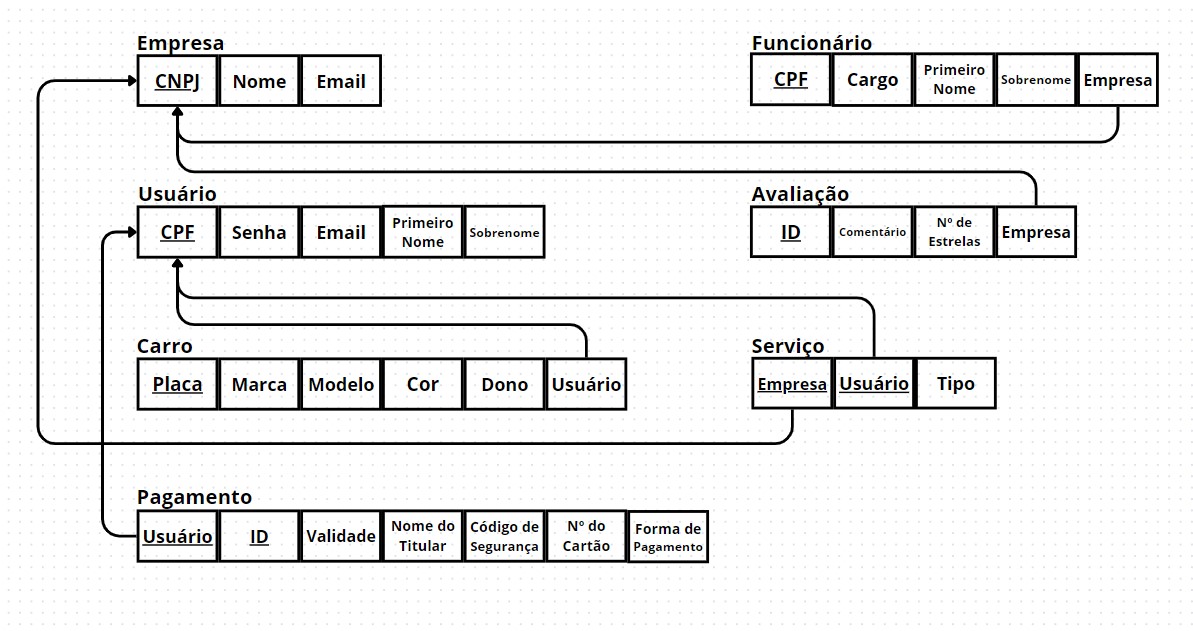 Empresa
CNPJ Nome Email
Funcionário
CPF Cargo Primeiro Nome Sobrenome Empresa
Usuário
CPF Senha Email Primeiro Nome Sobrenome
Avaliação
ID Comentário Nº de Estrelas Empresa
Carro
Placa Marca Modelo Cor Dono Usuário
Serviço
Empresa Usuário Tipo
Pagamento
Usuário ID Validade Nome do Titular Código de Segurança Nº do Cartão Forma de Pagamento